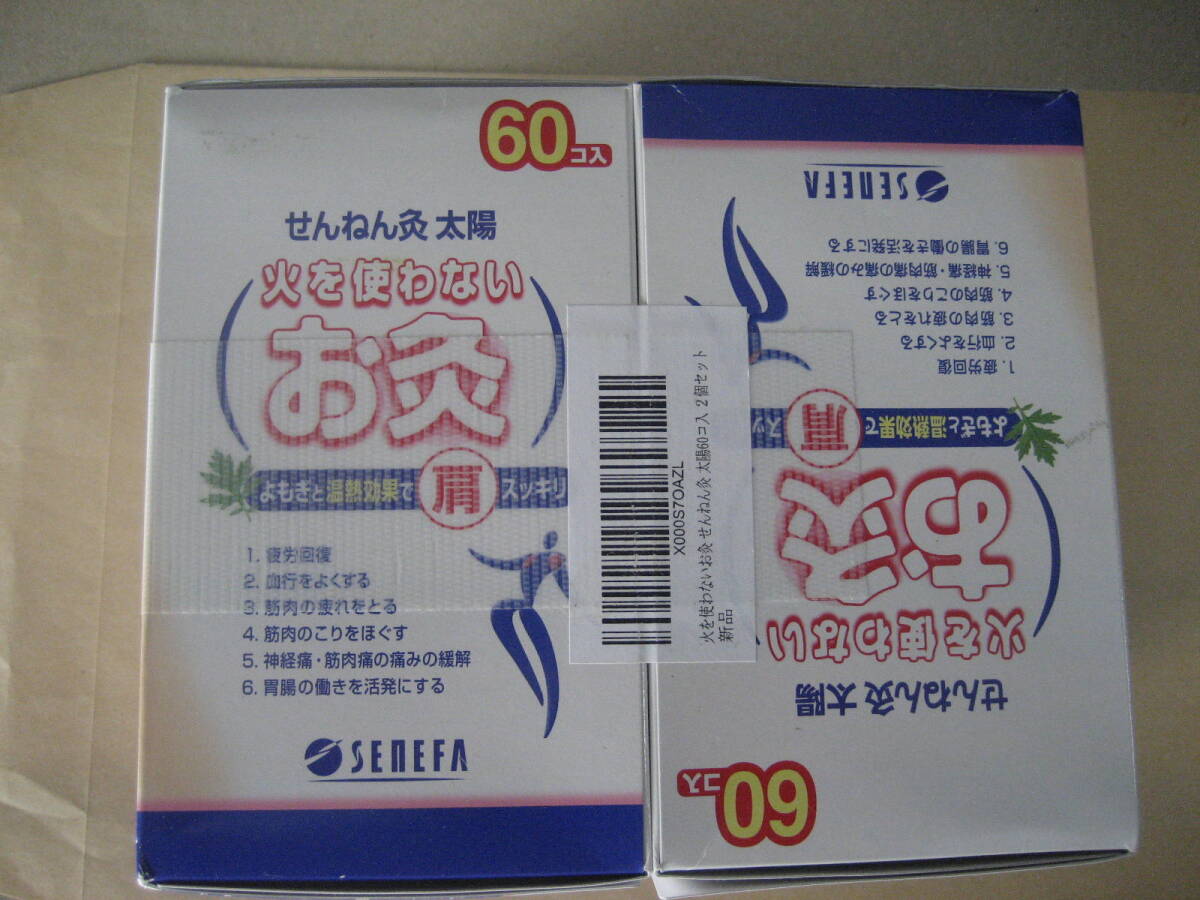 60コ入
せんねん灸 太陽
火を使わない
お灸
よもぎと温熱効果で肩スッキリ
1. 疲労回復
2. 血行をよくする
3. 筋肉の疲れをとる
4. 筋肉のこりをほぐす
5. 神経痛・筋肉痛の痛みの緩解
6. 胃腸の働きを活発にする
SENEFA
X000S7OAZL
火を使わないお灸 せんねん灸 太陽60コ入 2個セット
新品
60コ入
せんねん灸 太陽
火を使わない
お灸
よもぎと温熱効果で肩スッ
1. 疲労回復
2. 血行をよくする
3. 筋肉の疲れをとる
4. 筋肉のこりをほぐす
5. 神経痛・筋肉痛の痛みの緩解
6. 胃腸の働きを活発にする
SENEFA